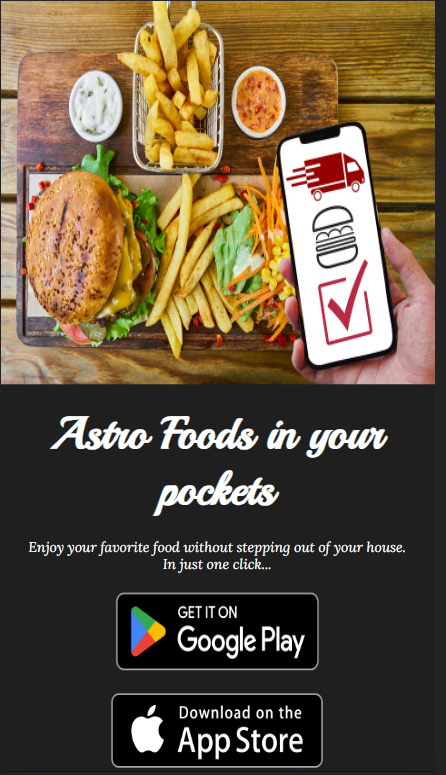 Astro Foods in your
pockets
Enjoy your favorite food without stepping out of your house.
In just one click...
GET IT ON
Google Play
Download on the
App Store